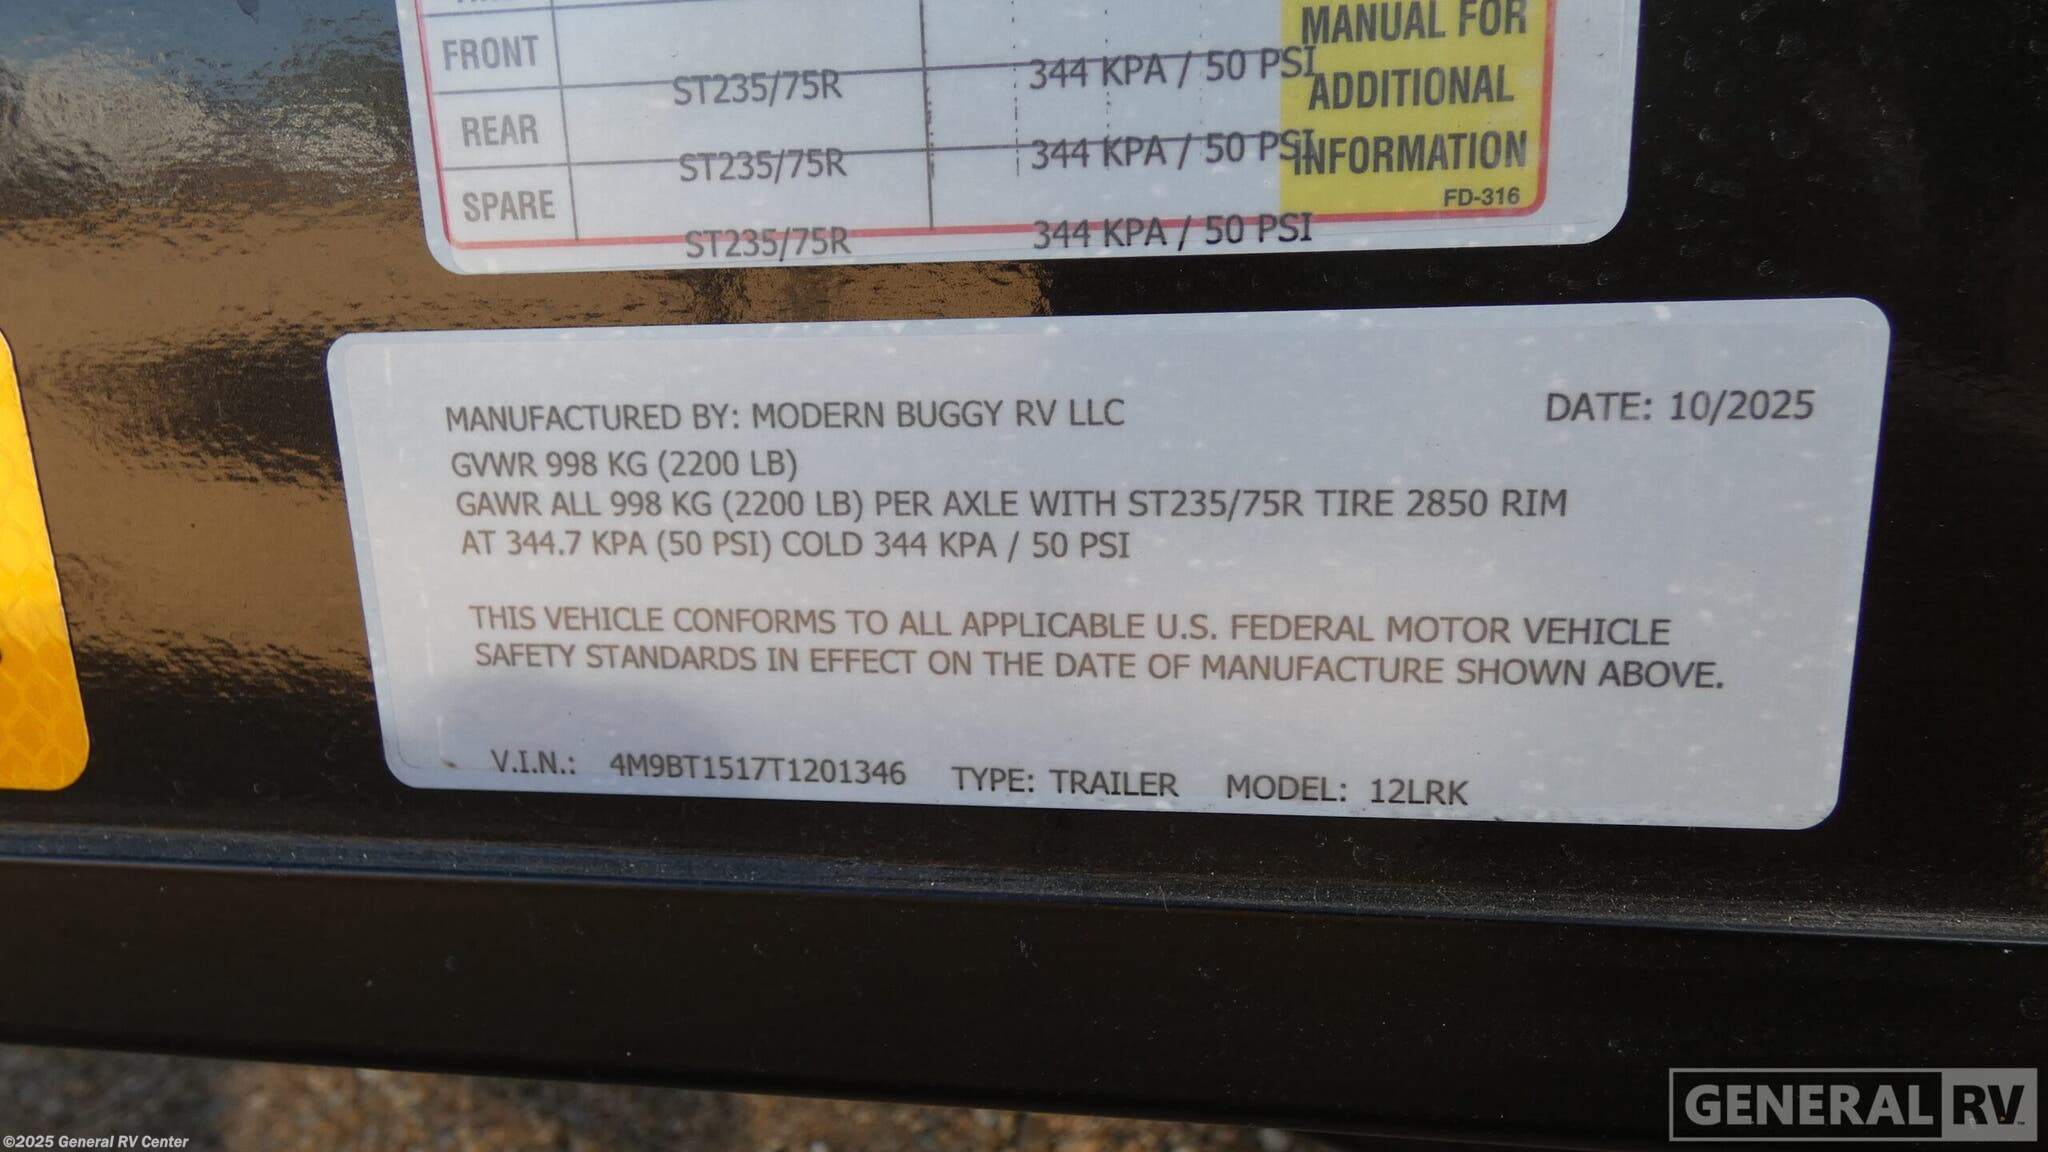 MANUAL FOR
FRONT ST235/75R 344 KPA / 50 PSI ADDITIONAL
REAR ST235/75R 344 KPA / 50 PSI INFORMATION
FD-316
SPARE ST235/75R 344 KPA / 50 PSI
MANUFACTURED BY: MODERN BUGGY RV LLC DATE: 10/2025
GVWR 998 KG (2200 LB)
GAWR ALL 998 KG (2200 LB) PER AXLE WITH ST235/75R TIRE 2850 RIM
AT 344.7 KPA (50 PSI) COLD 344 KPA / 50 PSI
THIS VEHICLE CONFORMS TO ALL APPLICABLE U.S. FEDERAL MOTOR VEHICLE
SAFETY STANDARDS IN EFFECT ON THE DATE OF MANUFACTURE SHOWN ABOVE.
V.I.N.: 4M9BT1517T1201346 TYPE: TRAILER MODEL: 12LRK
GENERAL RV
©2025 General RV Center